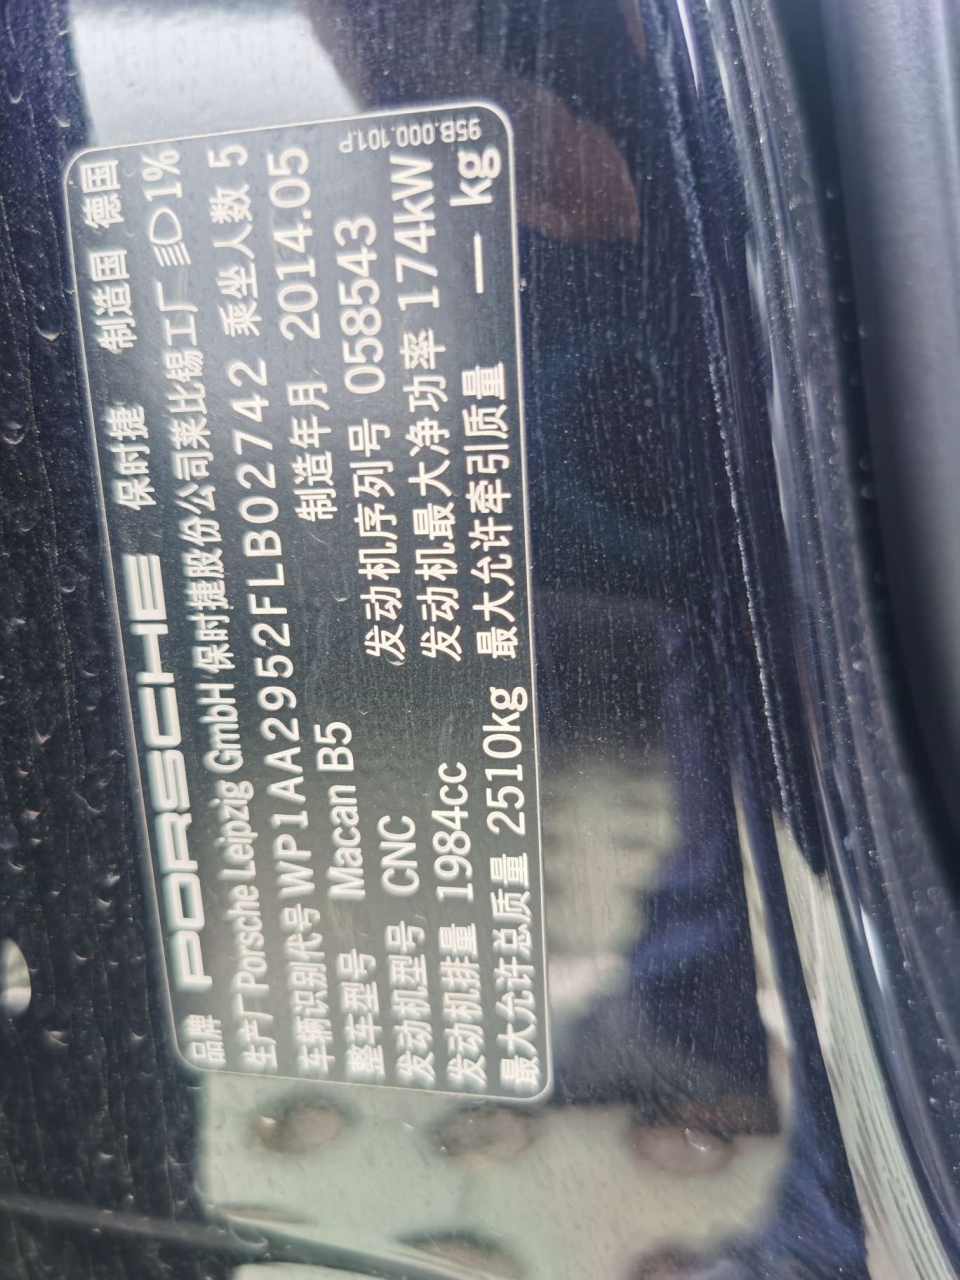 品牌 PORSCHE 保时捷 制造国 德国
生产厂 Porsche Leipzig GmbH 保时捷股份公司莱比锡工厂 1%
车辆识别代号 WP1AA2952FLB02742 乘坐人数 5
整车型号 Macan B5 制造年月 2014.05
发动机型号 CNC 发动机序列号 058543
发动机排量 1984cc 发动机最大净功率 174kW
最大允许总质量 2510kg 最大允许牵引质量 — kg
95B.000.101.P